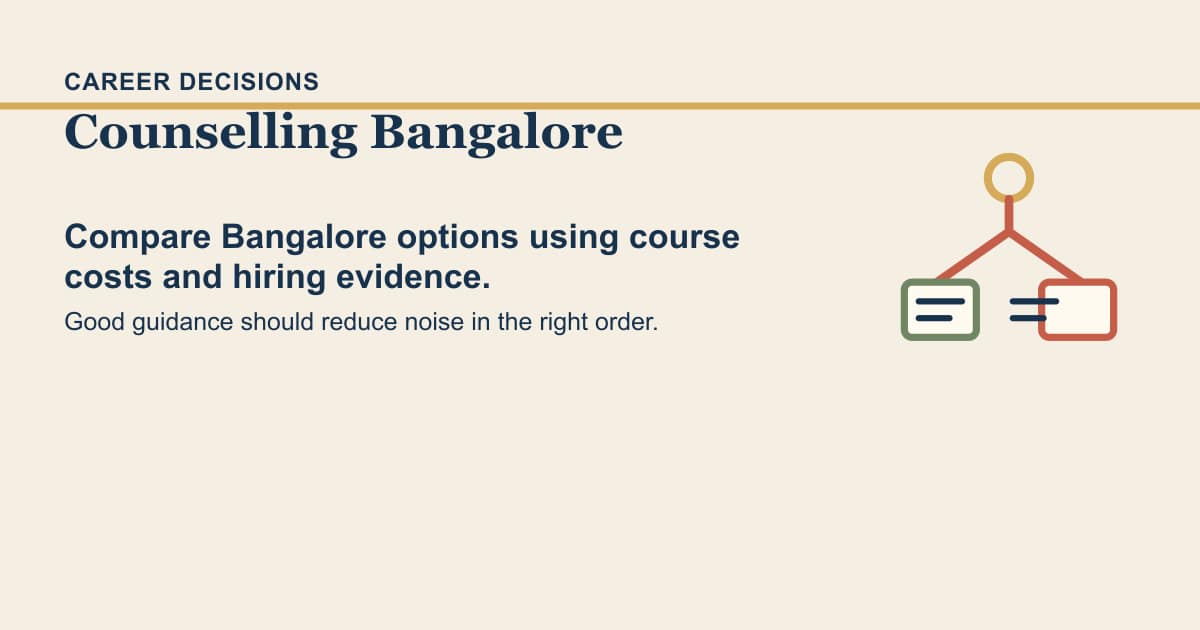 CAREER DECISIONS
Counselling Bangalore
Compare Bangalore options using course
costs and hiring evidence.
Good guidance should reduce noise in the right order.